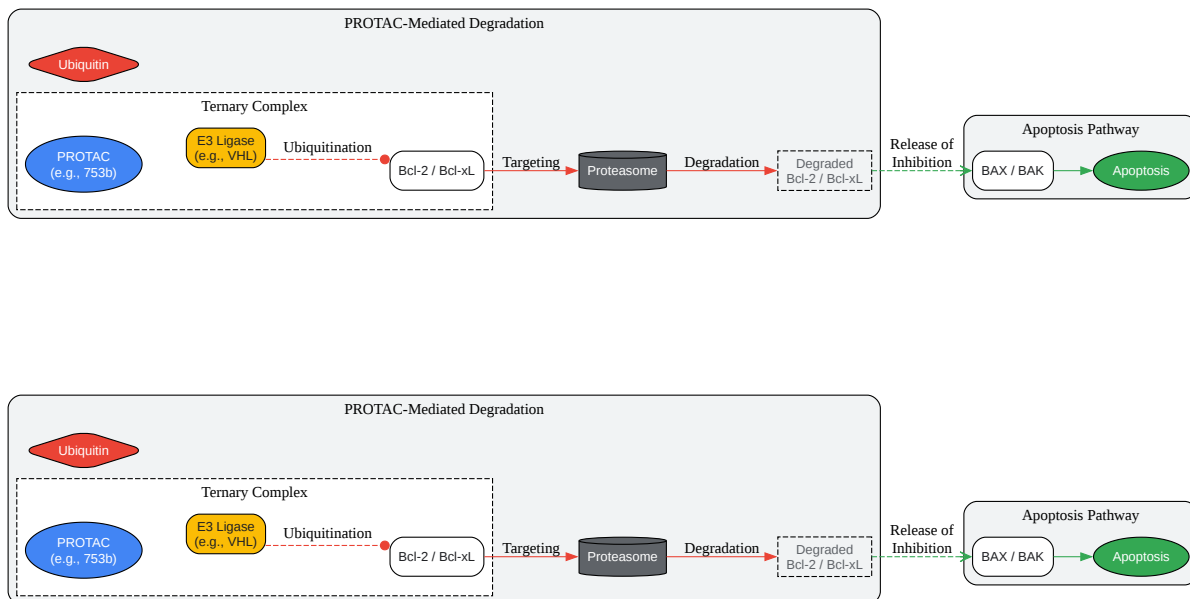 PROTAC-Mediated Degradation
Ubiquitin
Ternary Complex
PROTAC
(e.g., 753b)
E3 Ligase
(e.g., VHL)
Ubiquitination
Bcl-2 / Bcl-xL
Targeting
Proteasome
Degradation
Degraded
Bcl-2 / Bcl-xL
Release of
Inhibition
Apoptosis Pathway
BAX / BAK
Apoptosis
PROTAC-Mediated Degradation
Ubiquitin
Ternary Complex
PROTAC
(e.g., 753b)
E3 Ligase
(e.g., VHL)
Ubiquitination
Bcl-2 / Bcl-xL
Targeting
Proteasome
Degradation
Degraded
Bcl-2 / Bcl-xL
Release of
Inhibition
Apoptosis Pathway
BAX / BAK
Apoptosis